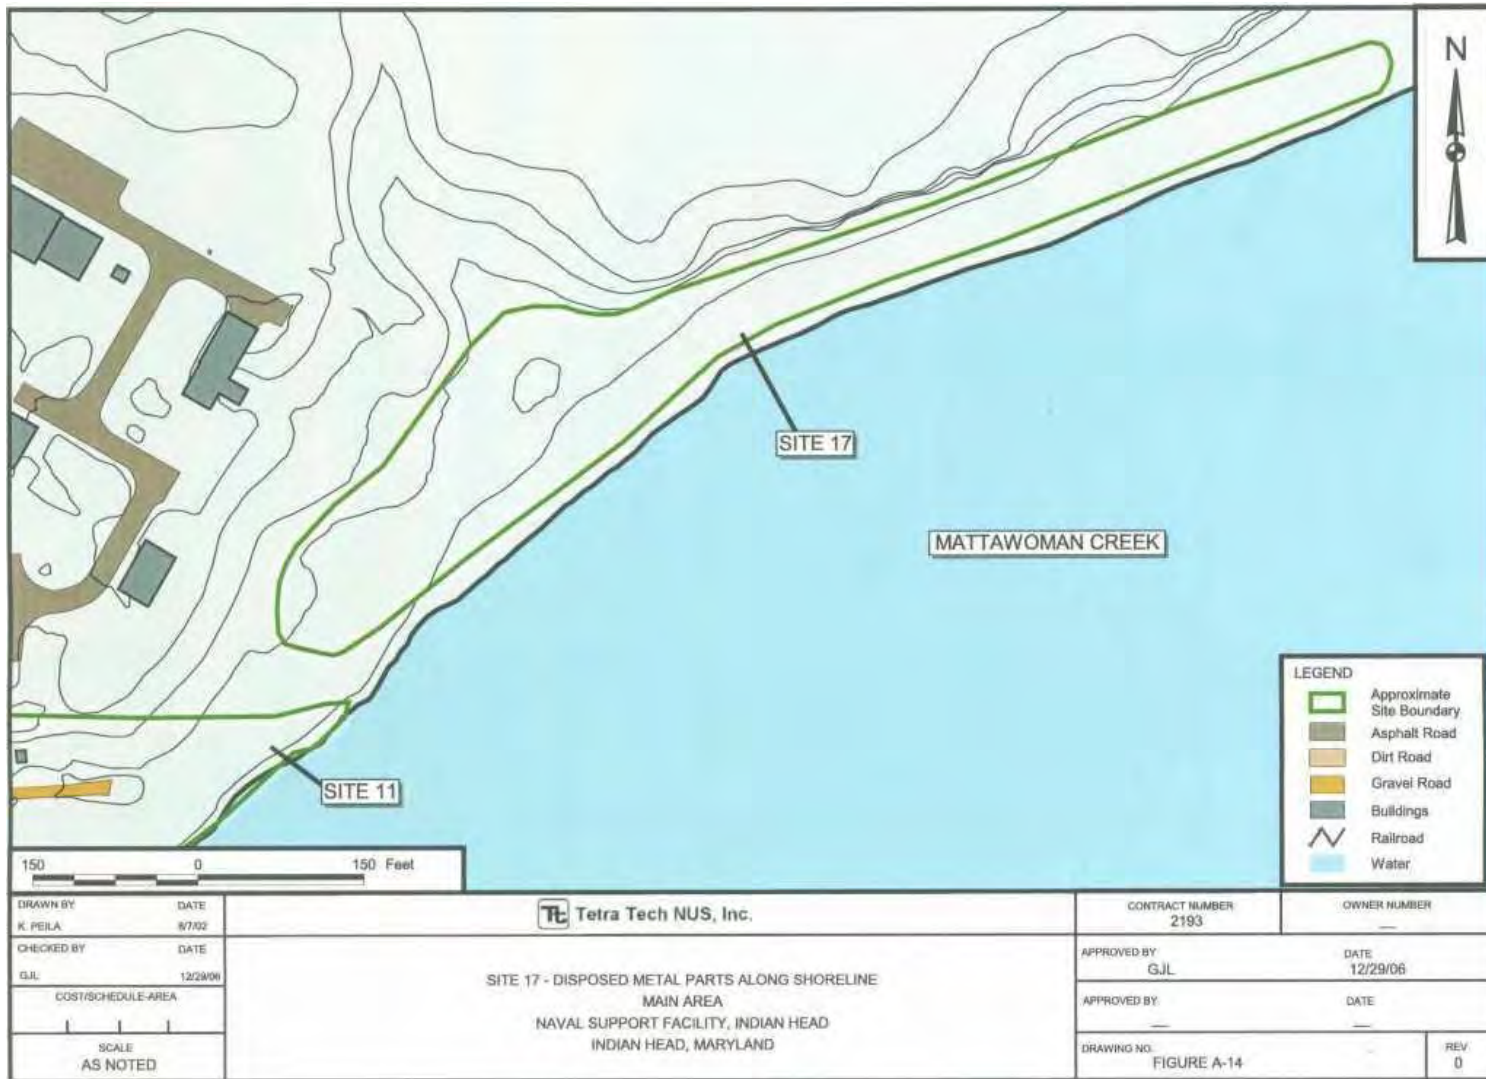 N
SITE 17
MATTAWOMAN CREEK
SITE 11
LEGEND
Approximate
Site Boundary
Asphalt Road
Dirt Road
Gravel Road
Buildings
Railroad
Water
150 0 150 Feet
DRAWN BY DATE
K. PEILA 8/7/02
CHECKED BY DATE
GJL 12/29/06
COST/SCHEDULE-AREA
SCALE
AS NOTED
Tt Tetra Tech NUS, Inc.
SITE 17 - DISPOSED METAL PARTS ALONG SHORELINE
MAIN AREA
NAVAL SUPPORT FACILITY, INDIAN HEAD
INDIAN HEAD, MARYLAND
CONTRACT NUMBER
2193
OWNER NUMBER
—
APPROVED BY DATE
GJL 12/29/06
APPROVED BY DATE
— —
DRAWING NO.
FIGURE A-14
REV
0